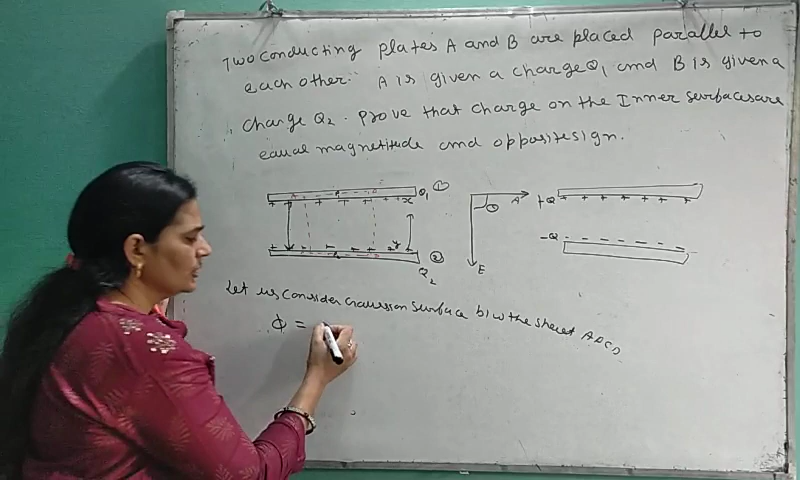 Two conducting plates A and B are placed parallel to
each other. A is given a charge Q1 and B is given a
charge Q2. prove that charge on the Inner surfaces are
equal magnetitude and opposite sign.
Q1 ①
A
+Q
-Q
Q2 ②
E
Let us Consider Gaussian Surface b/w the sheet ABCD
ϕ =